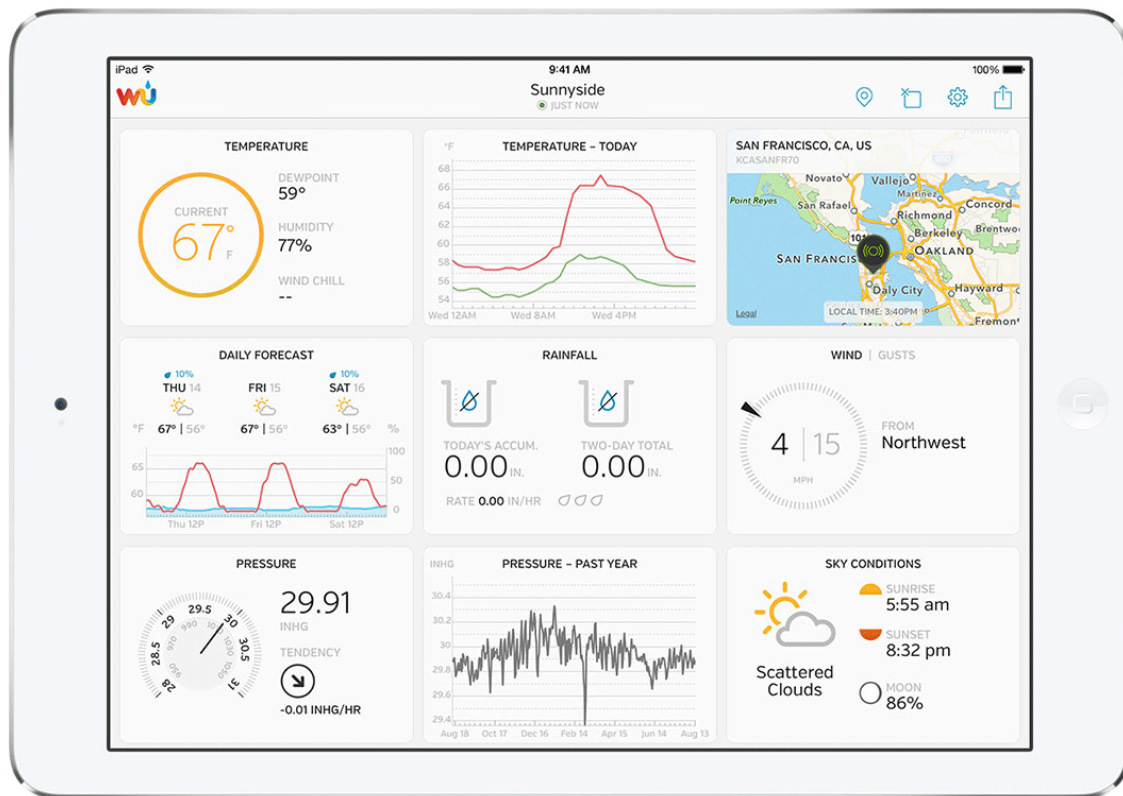 iPad 9:41 AM 100%
wu Sunnyside
JUST NOW
TEMPERATURE
CURRENT
67°
F
DEWPOINT
59°
HUMIDITY
77%
WIND CHILL
--
°F TEMPERATURE – TODAY
68
66
64
62
60
58
56
54
Wed 12AM Wed 8AM Wed 4PM
SAN FRANCISCO, CA, US
KCASANFR70
Fairfield
Novato
Vallejo
Martinez
Point Reyes
San Rafael
Concord
Richmond
Berkeley
Brentwo
101
OAKLAND
SAN FRANCIS
Daly City
Hayward
Legal
LOCAL TIME: 3:40PM
Fremont
DAILY FORECAST
10% 10%
THU 14 FRI 15 SAT 16
°F 67° | 56° 67° | 56° 63° | 56° %
100
65
50
60
0
Thu 12P Fri 12P Sat 12P
RAINFALL
TODAY'S ACCUM. TWO-DAY TOTAL
0.00 IN. 0.00 IN.
RATE 0.00 IN/HR
WIND | GUSTS
4 | 15
MPH
FROM
Northwest
PRESSURE
28 28.5 29 29.5 30 30.5 31
950 970 990 1010 1030 1050
29.91
INHG
TENDENCY
-0.01 INHG/HR
INHG PRESSURE – PAST YEAR
30.4
30.2
30
29.8
29.6
29.4
Aug 18 Oct 17 Dec 16 Feb 14 Apr 15 Jun 14 Aug 13
SKY CONDITIONS
Scattered
Clouds
SUNRISE
5:55 am
SUNSET
8:32 pm
MOON
86%